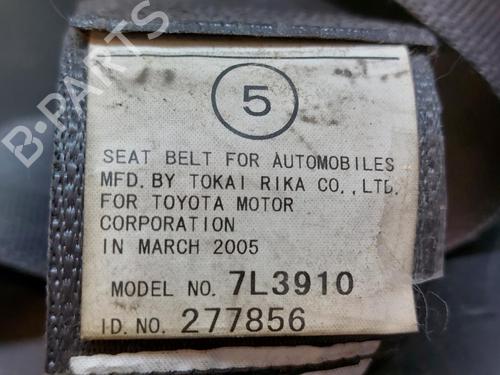 B-PARTS
5
SEAT BELT FOR AUTOMOBILES
MFD. BY TOKAI RIKA CO., LTD.
FOR TOYOTA MOTOR
CORPORATION
IN MARCH 2005
MODEL NO. 7L3910
I.D. NO. 277856